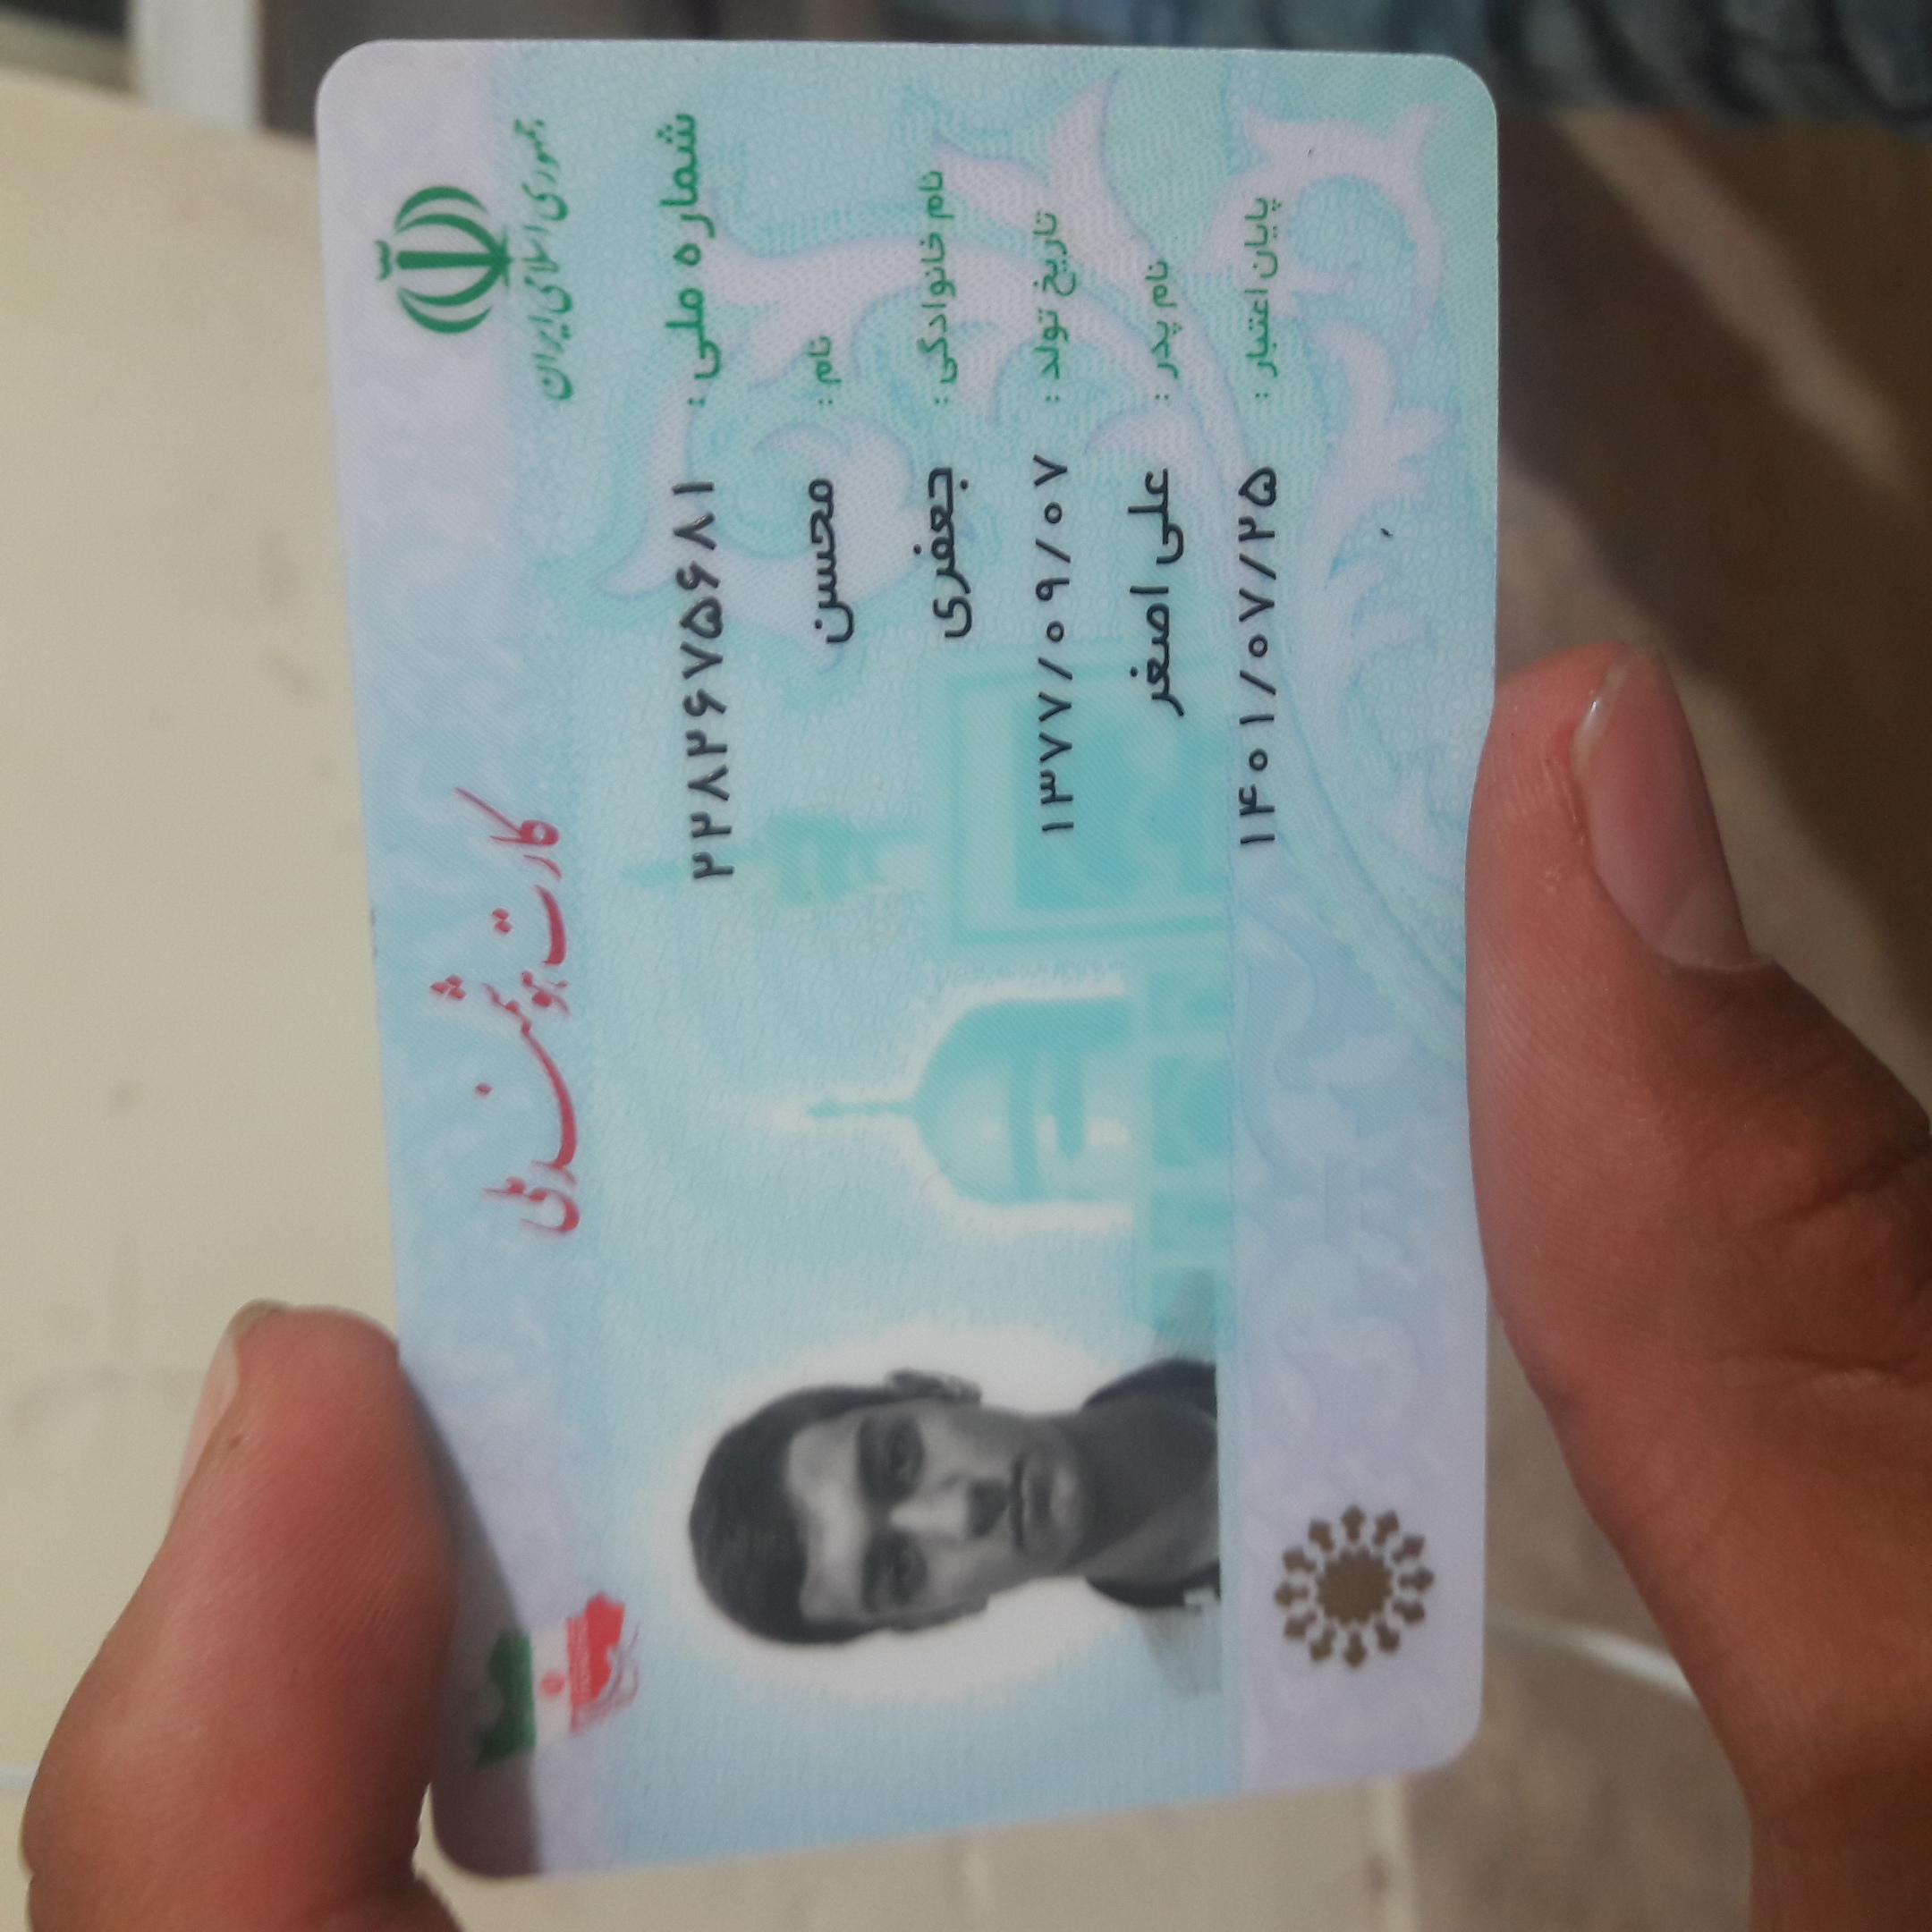 جمهوری اسلامی ایران
کارت هوشمند ملی
شماره ملی : ۲۲۸۲۶۷۵۶۸۱
نام : محسن
نام خانوادگی : جعفری
تاریخ تولد : ۱۳۷۷/۰۹/۰۷
نام پدر : علی اصغر
پایان اعتبار : ۱۴۰۱/۰۷/۲۵